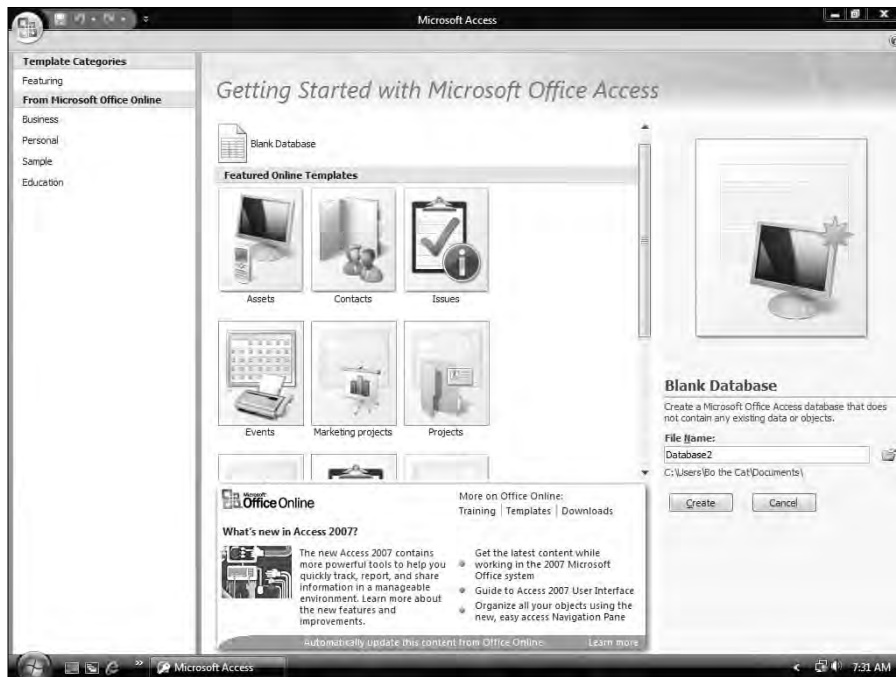 Microsoft Access
Template Categories
Featuring
From Microsoft Office Online
Business
Personal
Sample
Education
Getting Started with Microsoft Office Access
Blank Database
Featured Online Templates
Assets
Contacts
Issues
Events
Marketing projects
Projects
Microsoft
Office Online
More on Office Online:
Training | Templates | Downloads
What's new in Access 2007?
The new Access 2007 contains
more powerful tools to help you
quickly track, report, and share
information in a manageable
environment. Learn more about
the new features and
improvements.
Get the latest content while
working in the 2007 Microsoft
Office system
Guide to Access 2007 User Interface
Organize all your objects using the
new, easy access Navigation Pane
Automatically update this content from Office Online
Learn more
Blank Database
Create a Microsoft Office Access database that does
not contain any existing data or objects.
File Name:
Database2
C:\Users\Bo the Cat\Documents\
Create
Cancel
Microsoft Access
7:31 AM